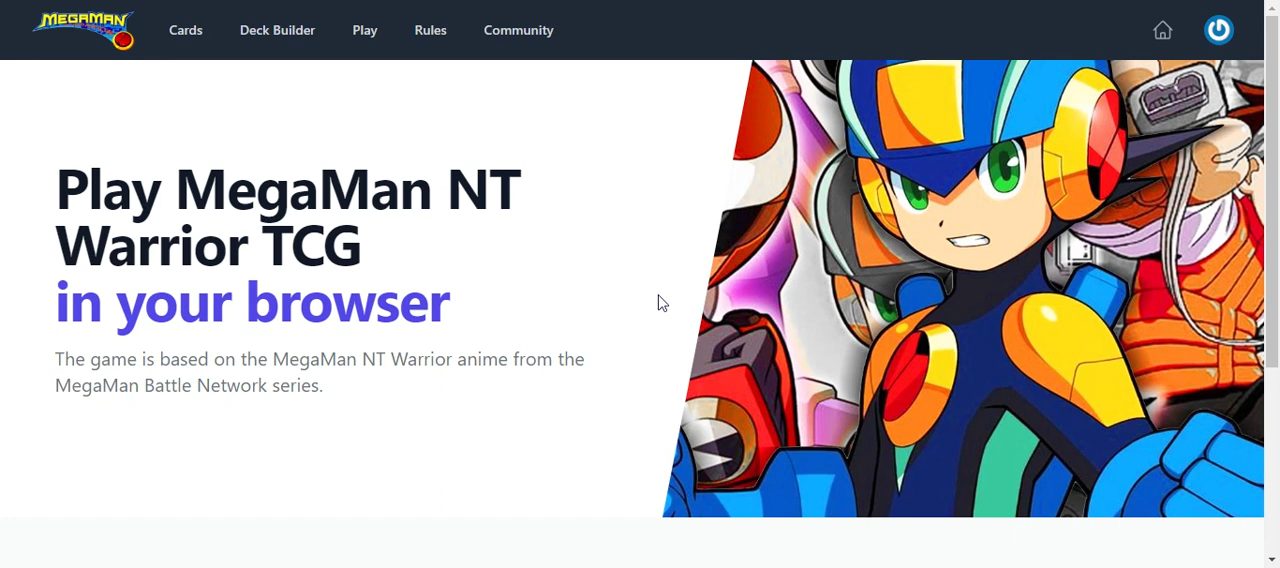 MEGAMAN
Cards Deck Builder Play Rules Community
Play MegaMan NT
Warrior TCG
in your browser
The game is based on the MegaMan NT Warrior anime from the
MegaMan Battle Network series.